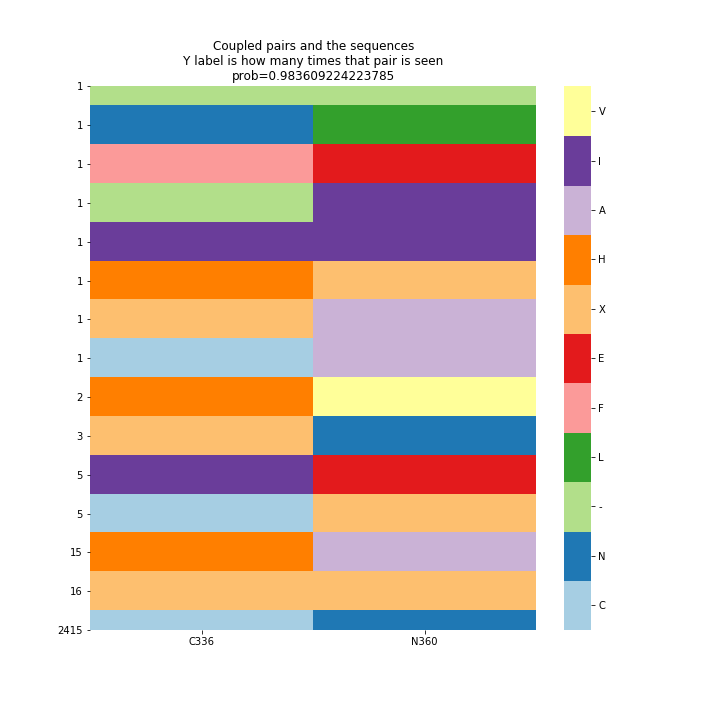 Coupled pairs and the sequences
Y label is how many times that pair is seen
prob=0.983609224223785
1
1
1
1
1
1
1
1
2
3
5
5
15
16
2415
C336 N360
V
I
A
H
X
E
F
L
-
N
C